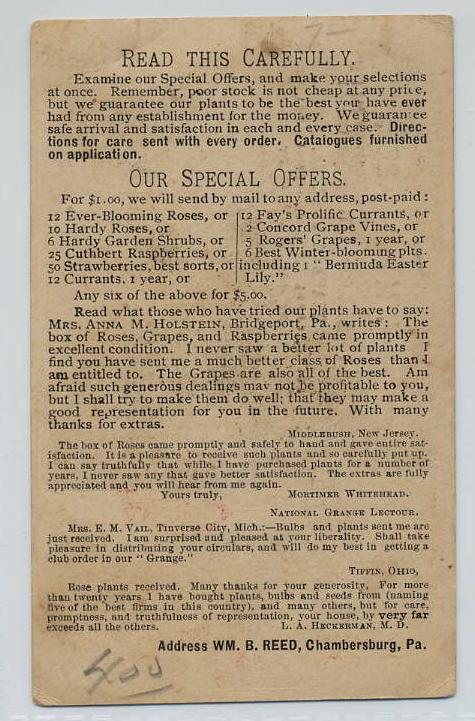 7-
READ THIS CAREFULLY.
Examine our Special Offers, and make your selections
at once. Remember, poor stock is not cheap at any price,
but we guarantee our plants to be the best you have ever
had from any establishment for the money. We guarantee
safe arrival and satisfaction in each and every case. Direc-
tions for care sent with every order. Catalogues furnished
on application.
OUR SPECIAL OFFERS.
For $1.00, we will send by mail to any address, post-paid:
12 Ever-Blooming Roses, or
10 Hardy Roses, or
6 Hardy Garden Shrubs, or
25 Cuthbert Raspberries, or
50 Strawberries, best sorts, or
12 Currants. 1 year, or
12 Fay's Prolific Currants, or
2 Concord Grape Vines, or
5 Rogers' Grapes, 1 year, or
6 Best Winter-blooming plts.
including 1 "Bermuda Easter
Lily."
Any six of the above for $5.00.
Read what those who have tried our plants have to say:
MRS. ANNA M. HOLSTEIN, Bridgeport, Pa., writes: The
box of Roses, Grapes, and Raspberries came promptly in
excellent condition. I never saw a better lot of plants I
find you have sent me a much better class of Roses than I
am entitled to. The Grapes are also all of the best. Am
afraid such generous dealings may not be profitable to you,
but I shall try to make them do well; that they may make a
good representation for you in the future. With many
thanks for extras.
MIDDLEBUSH, New Jersey.
The box of Roses came promptly and safely to hand and gave entire sat-
isfaction. It is a pleasure to receive such plants and so carefully put up.
I can say truthfully that while I have purchased plants for a number of
years, I never saw any that gave better satisfaction. The extras are fully
appreciated and you will hear from me again.
Yours truly, MORTIMER WHITEHEAD.
NATIONAL GRANGE LECTOUR.
MRS. E. M. VAIL, Tinverse City, Mich.:—Bulbs and plants sent me are
just received. I am surprised and pleased at your liberality. Shall take
pleasure in distributing your circulars, and will do my best in getting a
club order in our "Grange."
TIFFIN, OHIO,
Rose plants received. Many thanks for your generosity, For more
than twenty years I have bought plants, bulbs and seeds from (naming
five of the best firms in this country), and many others, but for care,
promptness, and truthfulness of representation, your house, by very far
exceeds all the others. L. A. HECKERMAN, M. D.
Address WM. B. REED, Chambersburg, Pa.
400